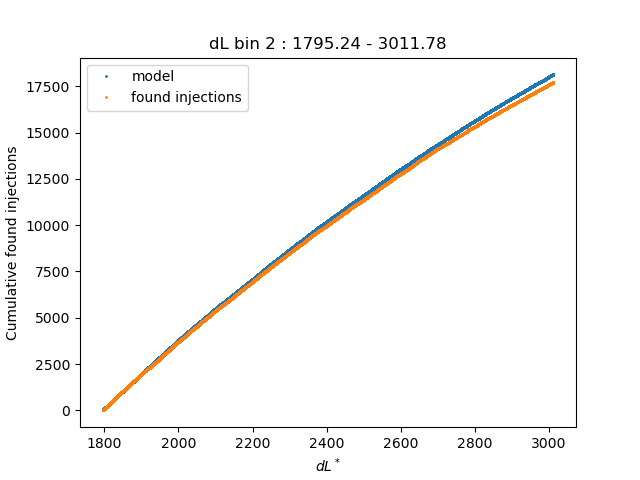 dL bin 2 : 1795.24 - 3011.78
model
found injections
Cumulative found injections
17500
15000
12500
10000
7500
5000
2500
0
1800 2000 2200 2400 2600 2800 3000
dL*